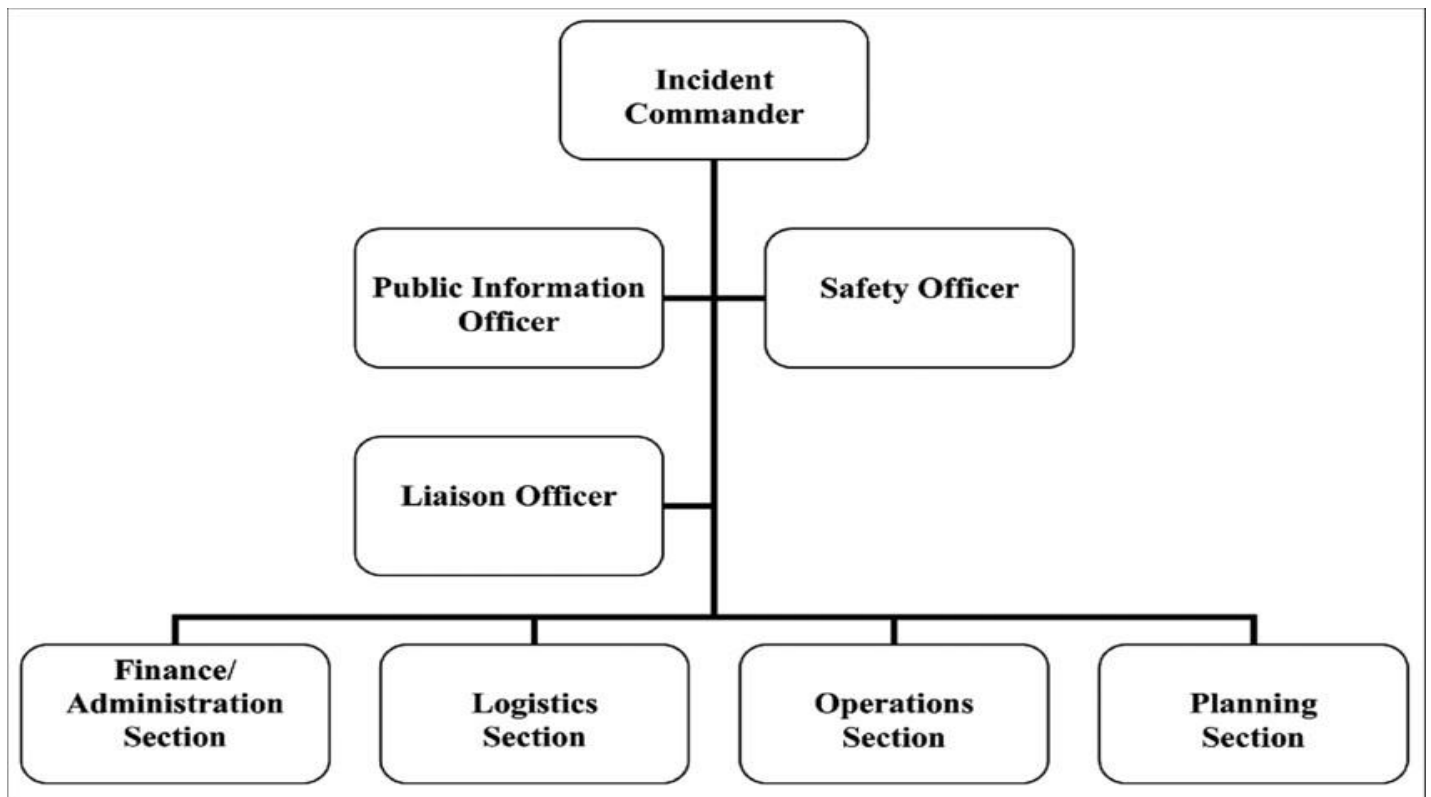 Incident
Commander
Public Information
Officer
Safety Officer
Liaison Officer
Finance/
Administration
Section
Logistics
Section
Operations
Section
Planning
Section